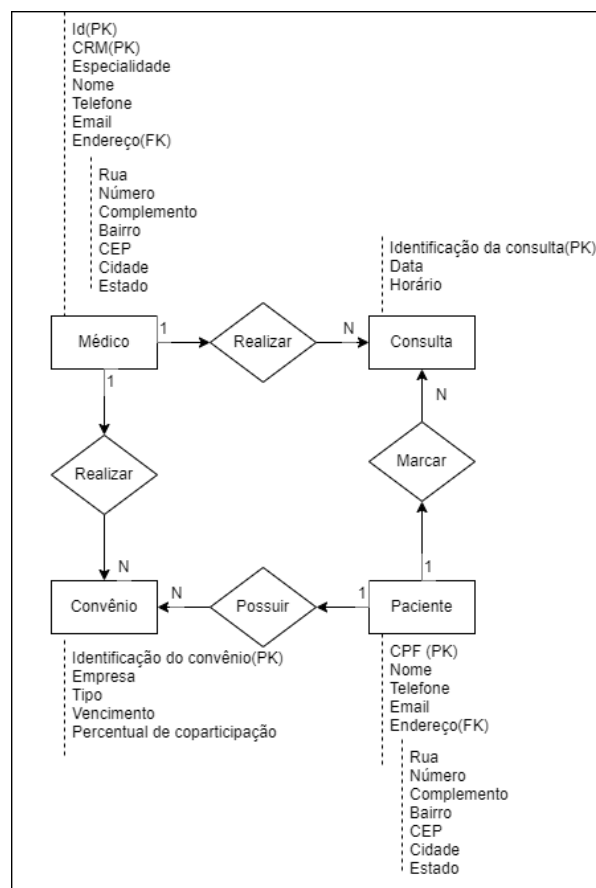 Id(PK)
CRM(PK)
Especialidade
Nome
Telefone
Email
Endereço(FK)
Rua
Número
Complemento
Bairro
CEP
Cidade
Estado
Identificação da consulta(PK)
Data
Horário
Médico
1
Realizar
N
Consulta
1
N
Realizar
Marcar
N
1
Convênio
N
Possuir
1
Paciente
Identificação do convênio(PK)
Empresa
Tipo
Vencimento
Percentual de coparticipação
CPF (PK)
Nome
Telefone
Email
Endereço(FK)
Rua
Número
Complemento
Bairro
CEP
Cidade
Estado